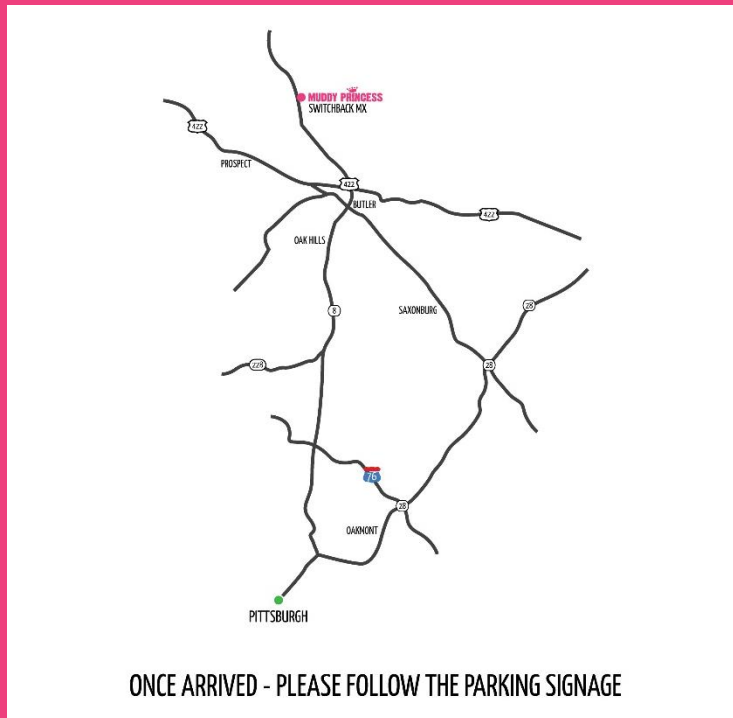 MUDDY PRINCESS
SWITCHBACK MX
422
PROSPECT
422
BUTLER
422
OAK HILLS
28
8
SAXONBURG
228
28
76
28
OAKMONT
PITTSBURGH
ONCE ARRIVED - PLEASE FOLLOW THE PARKING SIGNAGE